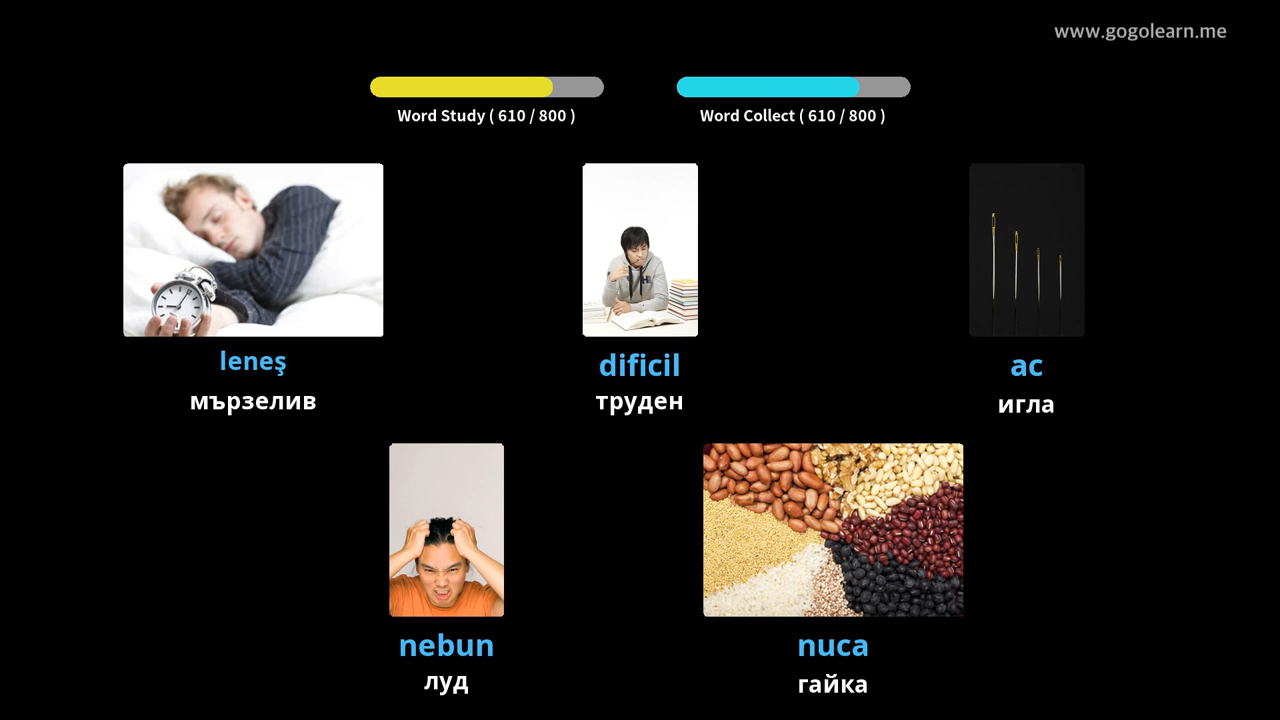 www.gogolearn.me
Word Study ( 610 / 800 )
Word Collect ( 610 / 800 )
leneş
мързелив
dificil
труден
ac
игла
nebun
луд
nuca
гайка